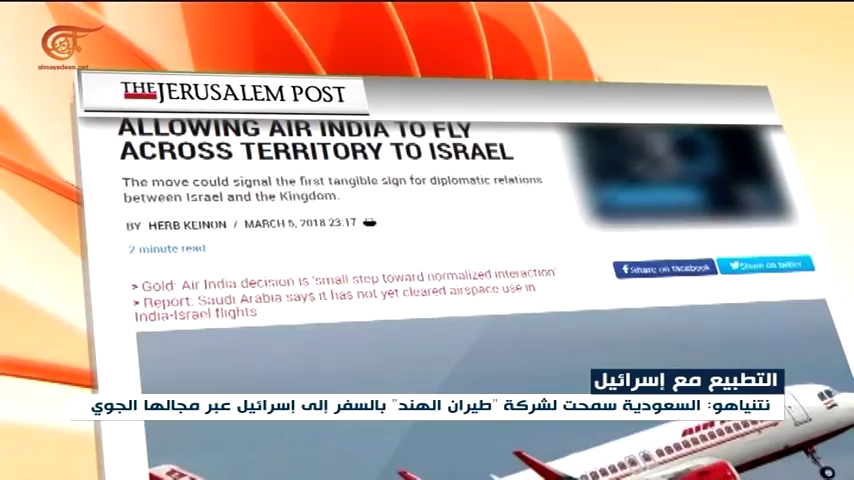 الميادين
almayadeen.net
THE JERUSALEM POST
ALLOWING AIR INDIA TO FLY
ACROSS TERRITORY TO ISRAEL
The move could signal the first tangible sign for diplomatic relations
between Israel and the Kingdom.
BY HERB KEINON / MARCH 5, 2018 23:17
2 minute read
> Gold: Air India decision is 'small step toward normalized interaction'
> Report: Saudi Arabia says it has not yet cleared airspace use in
India-Israel flights
Share on facebook
Share on twitter
التطبيع مع إسرائيل
نتنياهو: السعودية سمحت لشركة "طيران الهند" بالسفر إلى إسرائيل عبر مجالها الجوي